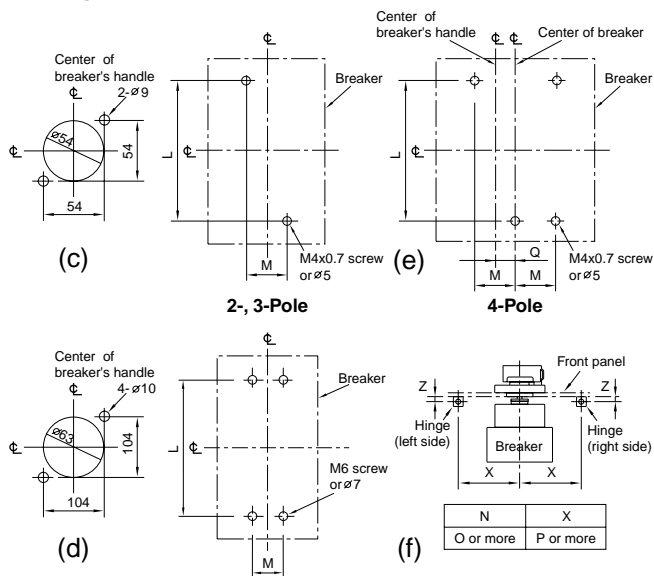 Center of
breaker's handle
℄
2-ø9
ø54
℄
54
54
(c)
℄
Breaker
L
℄
M4x0.7 screw
or ø5
M
2-, 3-Pole
Center of
breaker's handle
℄ ℄
Center of breaker
Breaker
L
℄
M4x0.7 screw
or ø5
Q
M M
(e)
4-Pole
Center of
breaker's handle
℄
4-ø10
ø63
℄
104
104
(d)
℄
Breaker
L
℄
M6 screw
or ø7
M
Front panel
Z Z
Hinge
(left side)
Hinge
(right side)
Breaker
X X
(f)
N X
O or more P or more